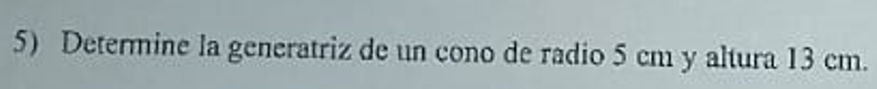 5) Determine la generatriz de un cono de radio 5 cm y altura 13 cm.